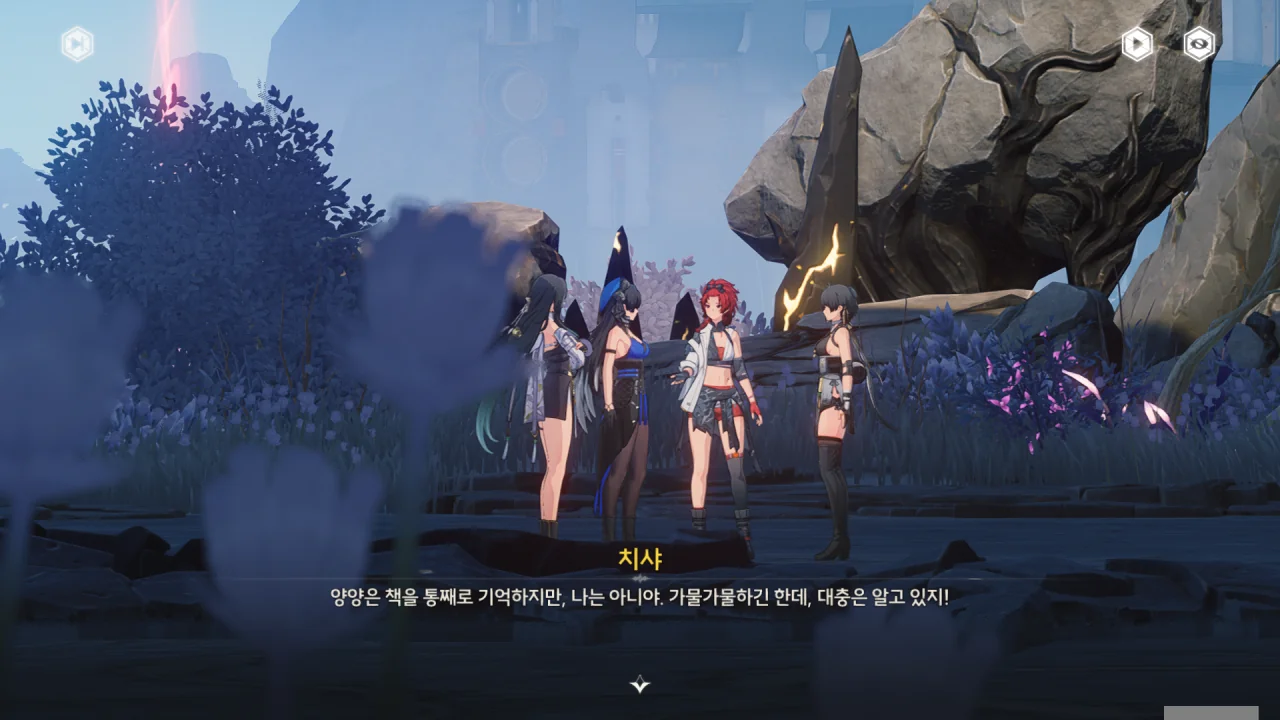 치샤
양양은 책을 통째로 기억하지만, 나는 아니야. 가물가물하긴 한데, 대충은 알고 있지!